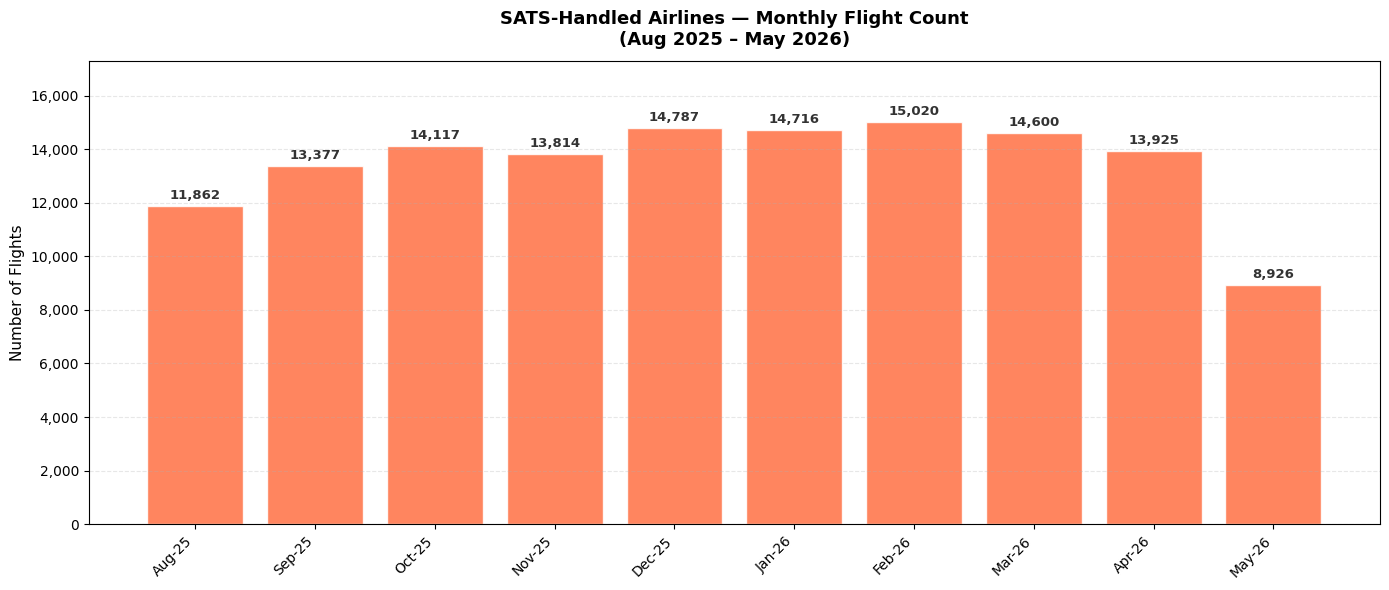 SATS-Handled Airlines — Monthly Flight Count
(Aug 2025 – May 2026)
Number of Flights
16,000
14,000
12,000
10,000
8,000
6,000
4,000
2,000
0
11,862
13,377
14,117
13,814
14,787
14,716
15,020
14,600
13,925
8,926
Aug-25
Sep-25
Oct-25
Nov-25
Dec-25
Jan-26
Feb-26
Mar-26
Apr-26
May-26